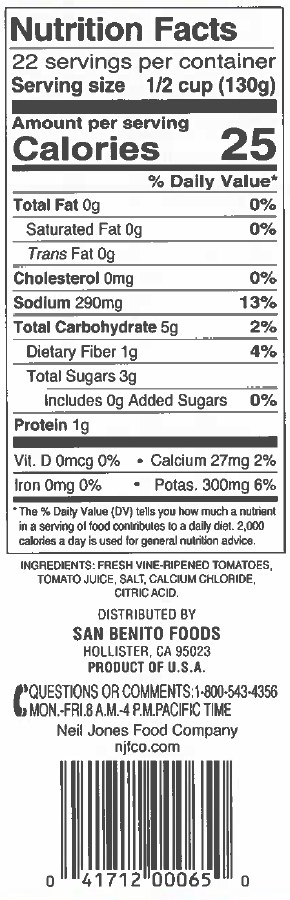 Nutrition Facts
22 servings per container
Serving size 1/2 cup (130g)
Amount per serving
Calories 25
% Daily Value*
Total Fat 0g 0%
Saturated Fat 0g 0%
Trans Fat 0g
Cholesterol 0mg 0%
Sodium 290mg 13%
Total Carbohydrate 5g 2%
Dietary Fiber 1g 4%
Total Sugars 3g
Includes 0g Added Sugars 0%
Protein 1g
Vit. D 0mcg 0% • Calcium 27mg 2%
Iron 0mg 0% • Potas. 300mg 6%
* The % Daily Value (DV) tells you how much a nutrient
in a serving of food contributes to a daily diet. 2,000
calories a day is used for general nutrition advice.
INGREDIENTS: FRESH VINE-RIPENED TOMATOES,
TOMATO JUICE, SALT, CALCIUM CHLORIDE,
CITRIC ACID.
DISTRIBUTED BY
SAN BENITO FOODS
HOLLISTER, CA 95023
PRODUCT OF U.S.A.
QUESTIONS OR COMMENTS:1-800-543-4356
MON.-FRI.8 A.M.-4 P.M.PACIFIC TIME
Neil Jones Food Company
njfco.com
0 41712 00065 0